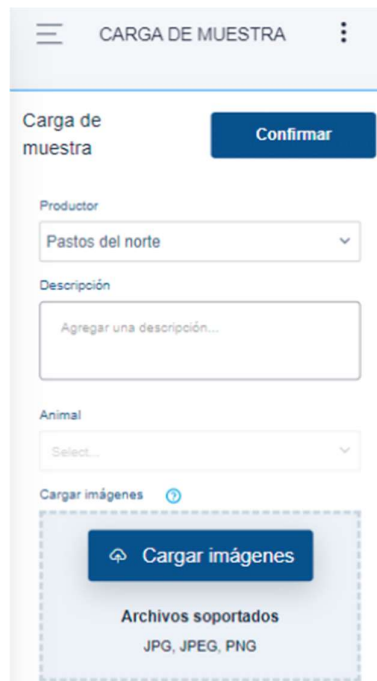 CARGA DE MUESTRA
Carga de
muestra
Confirmar
Productor
Pastos del norte
Descripción
Agregar una descripción...
Animal
Select...
Cargar imágenes
Cargar imágenes
Archivos soportados
JPG, JPEG, PNG